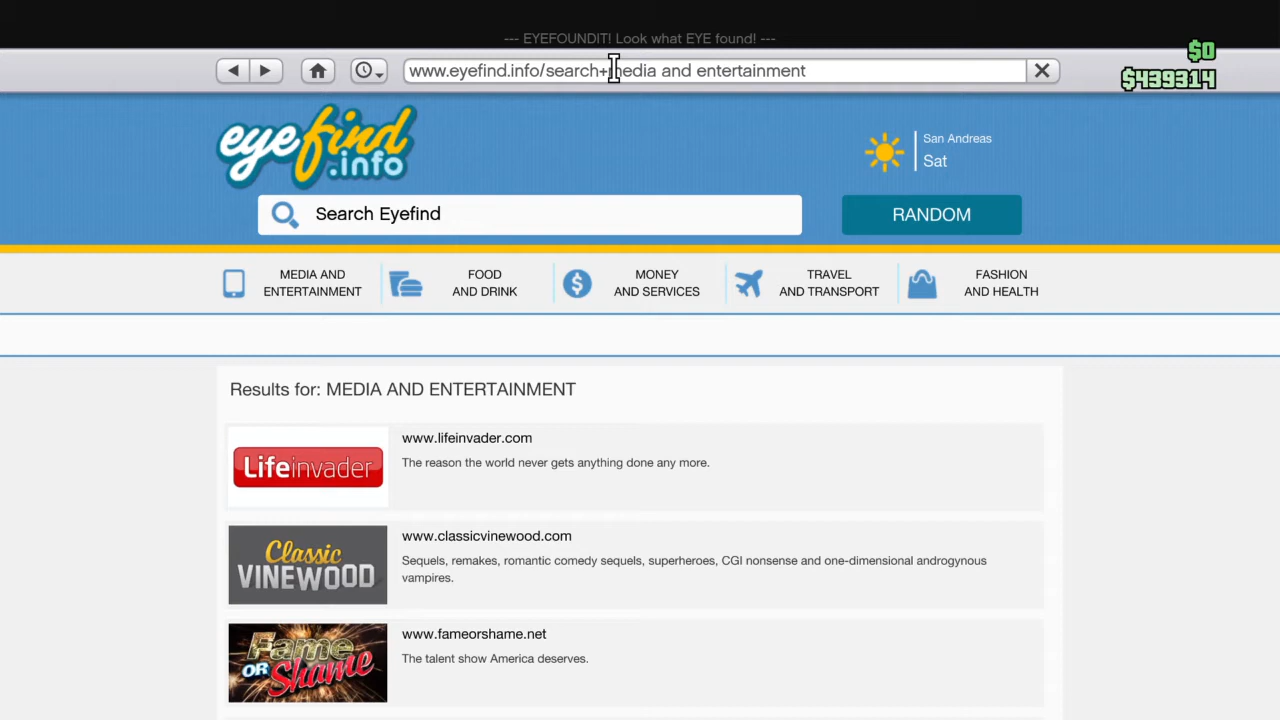 --- EYEFOUNDIT! Look what EYE found! ---
$0
www.eyefind.info/search+media and entertainment
$439314
eyefind
.info
San Andreas
Sat
Search Eyefind
RANDOM
MEDIA AND
ENTERTAINMENT
FOOD
AND DRINK
MONEY
AND SERVICES
TRAVEL
AND TRANSPORT
FASHION
AND HEALTH
Results for: MEDIA AND ENTERTAINMENT
Lifeinvader
www.lifeinvader.com
The reason the world never gets anything done any more.
Classic
VINEWOOD
www.classicvinewood.com
Sequels, remakes, romantic comedy sequels, superheroes, CGI nonsense and one-dimensional androgynous
vampires.
Fame
OR Shame
www.fameorshame.net
The talent show America deserves.